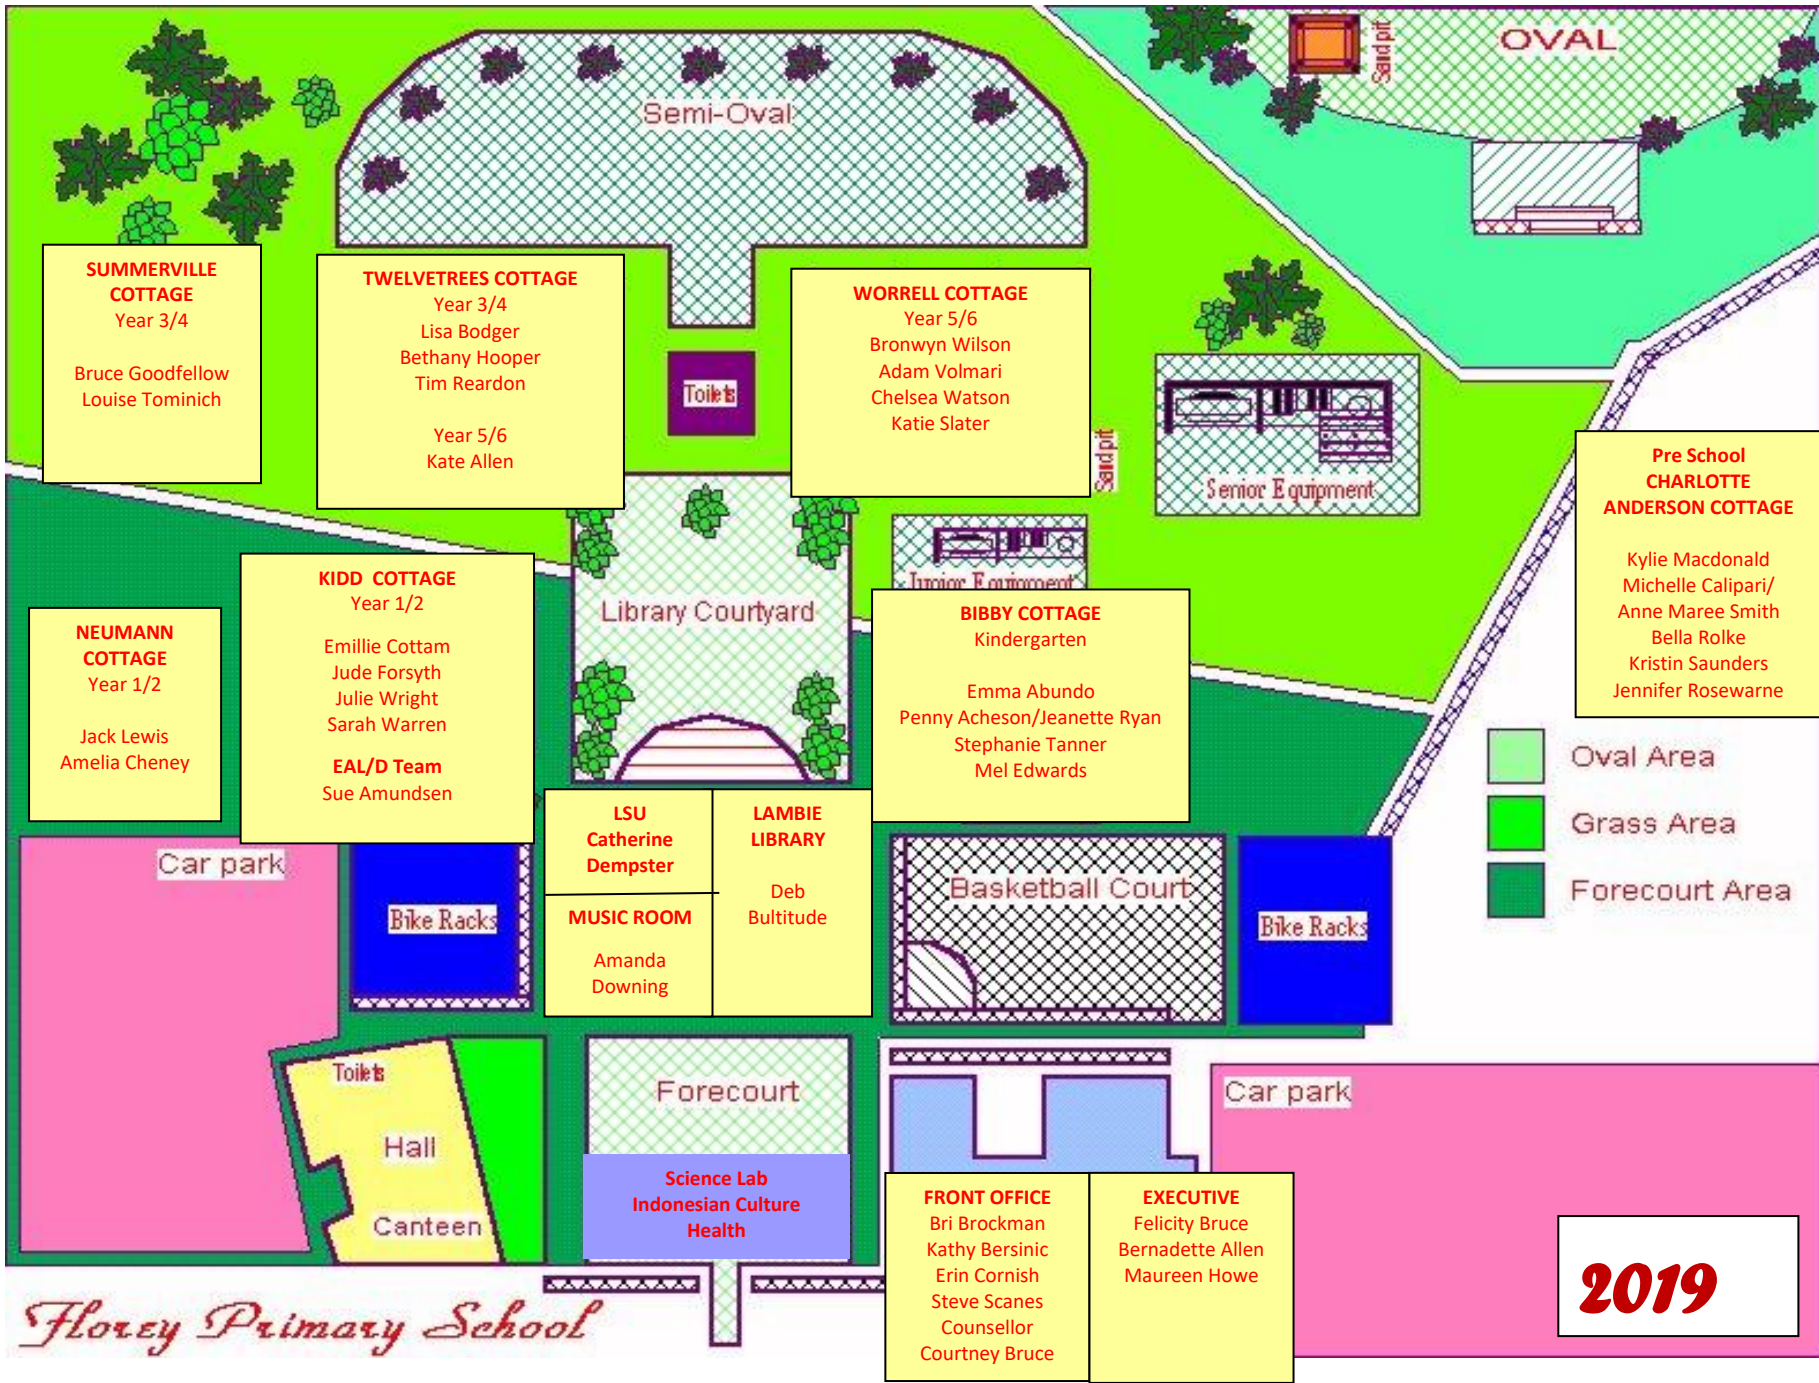 OVAL
Sandpit
Semi-Oval
SUMMERVILLE
COTTAGE
Year 3/4
Bruce Goodfellow
Louise Tominich
TWELVETREES COTTAGE
Year 3/4
Lisa Bodger
Bethany Hooper
Tim Reardon
Year 5/6
Kate Allen
Toilets
WORRELL COTTAGE
Year 5/6
Bronwyn Wilson
Adam Volmari
Chelsea Watson
Katie Slater
Sandpit
Senior Equipment
Pre School
CHARLOTTE
ANDERSON COTTAGE
Kylie Macdonald
Michelle Calipari/
Anne Maree Smith
Bella Rolke
Kristin Saunders
Jennifer Rosewarne
NEUMANN
COTTAGE
Year 1/2
Jack Lewis
Amelia Cheney
KIDD COTTAGE
Year 1/2
Emillie Cottam
Jude Forsyth
Julie Wright
Sarah Warren
EAL/D Team
Sue Amundsen
Library Courtyard
Junior Equipment
BIBBY COTTAGE
Kindergarten
Emma Abundo
Penny Acheson/Jeanette Ryan
Stephanie Tanner
Mel Edwards
Oval Area
Grass Area
Forecourt Area
Car park
Bike Racks
LSU
Catherine
Dempster
MUSIC ROOM
Amanda
Downing
LAMBIE
LIBRARY
Deb
Bultitude
Basketball Court
Bike Racks
Toilets
Hall
Canteen
Forecourt
Science Lab
Indonesian Culture
Health
Car park
FRONT OFFICE
Bri Brockman
Kathy Bersinic
Erin Cornish
Steve Scanes
Counsellor
Courtney Bruce
EXECUTIVE
Felicity Bruce
Bernadette Allen
Maureen Howe
2019
Florey Primary School